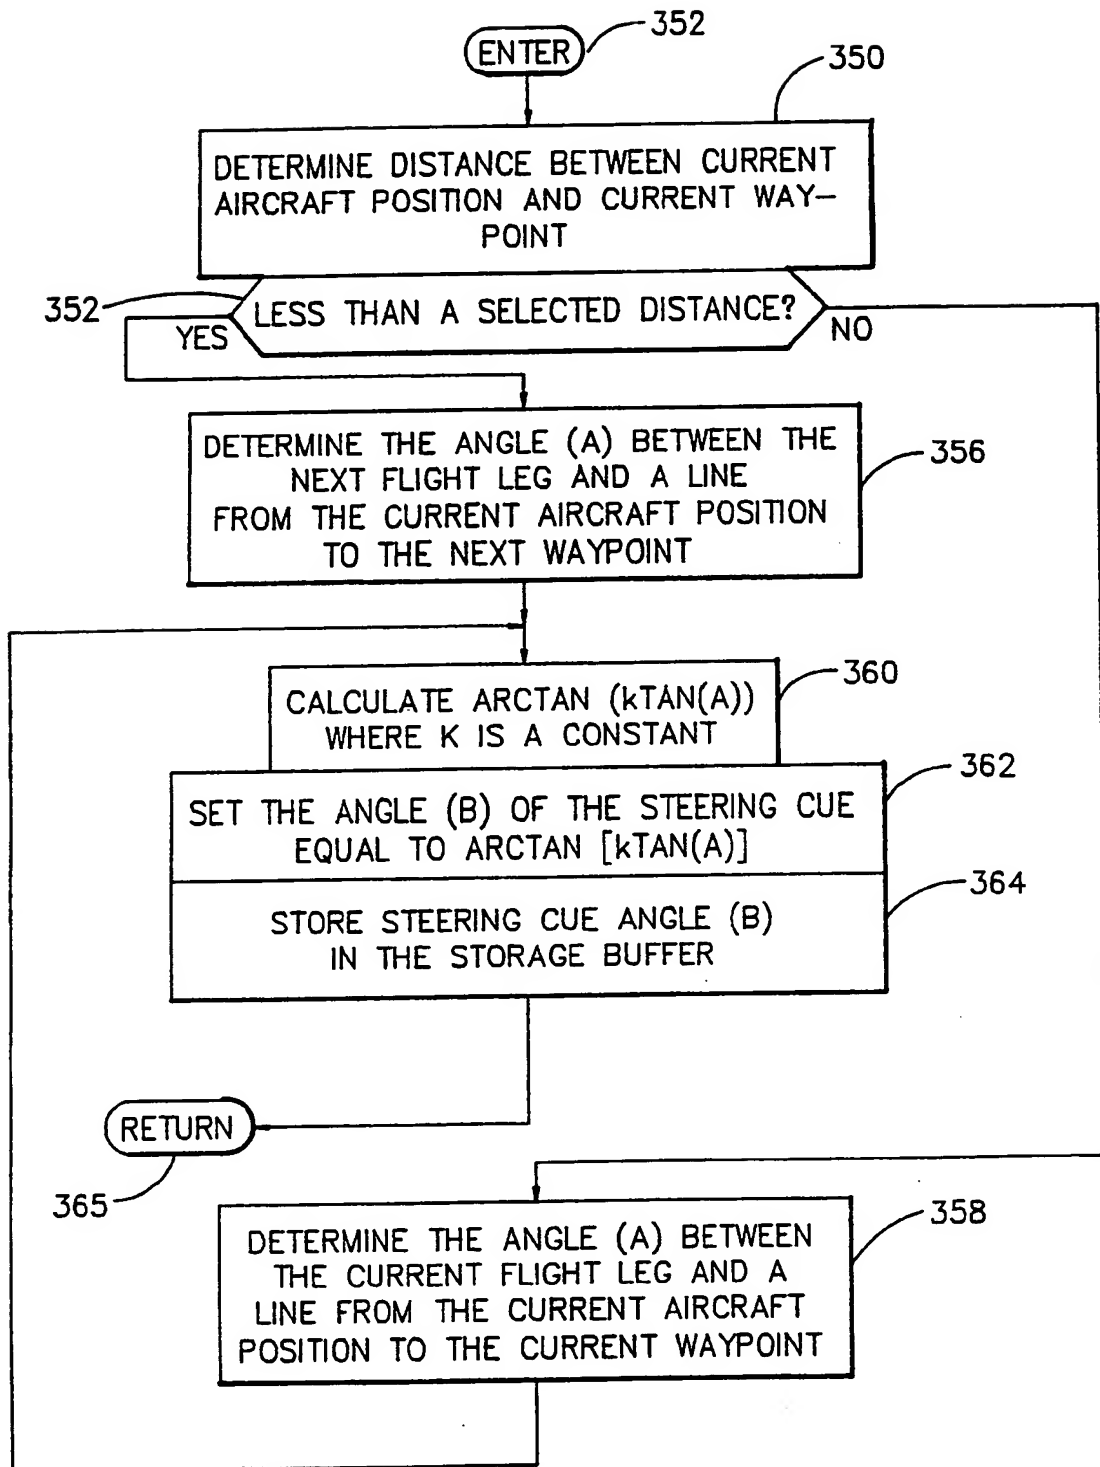 352
ENTER
350
DETERMINE DISTANCE BETWEEN CURRENT
AIRCRAFT POSITION AND CURRENT WAY—
POINT
352
LESS THAN A SELECTED DISTANCE?
YES
NO
DETERMINE THE ANGLE (A) BETWEEN THE
NEXT FLIGHT LEG AND A LINE
FROM THE CURRENT AIRCRAFT POSITION
TO THE NEXT WAYPOINT
356
CALCULATE ARCTAN (kTAN(A))
WHERE K IS A CONSTANT
360
SET THE ANGLE (B) OF THE STEERING CUE
EQUAL TO ARCTAN [kTAN(A)]
362
STORE STEERING CUE ANGLE (B)
IN THE STORAGE BUFFER
364
RETURN
365
DETERMINE THE ANGLE (A) BETWEEN
THE CURRENT FLIGHT LEG AND A
LINE FROM THE CURRENT AIRCRAFT
POSITION TO THE CURRENT WAYPOINT
358